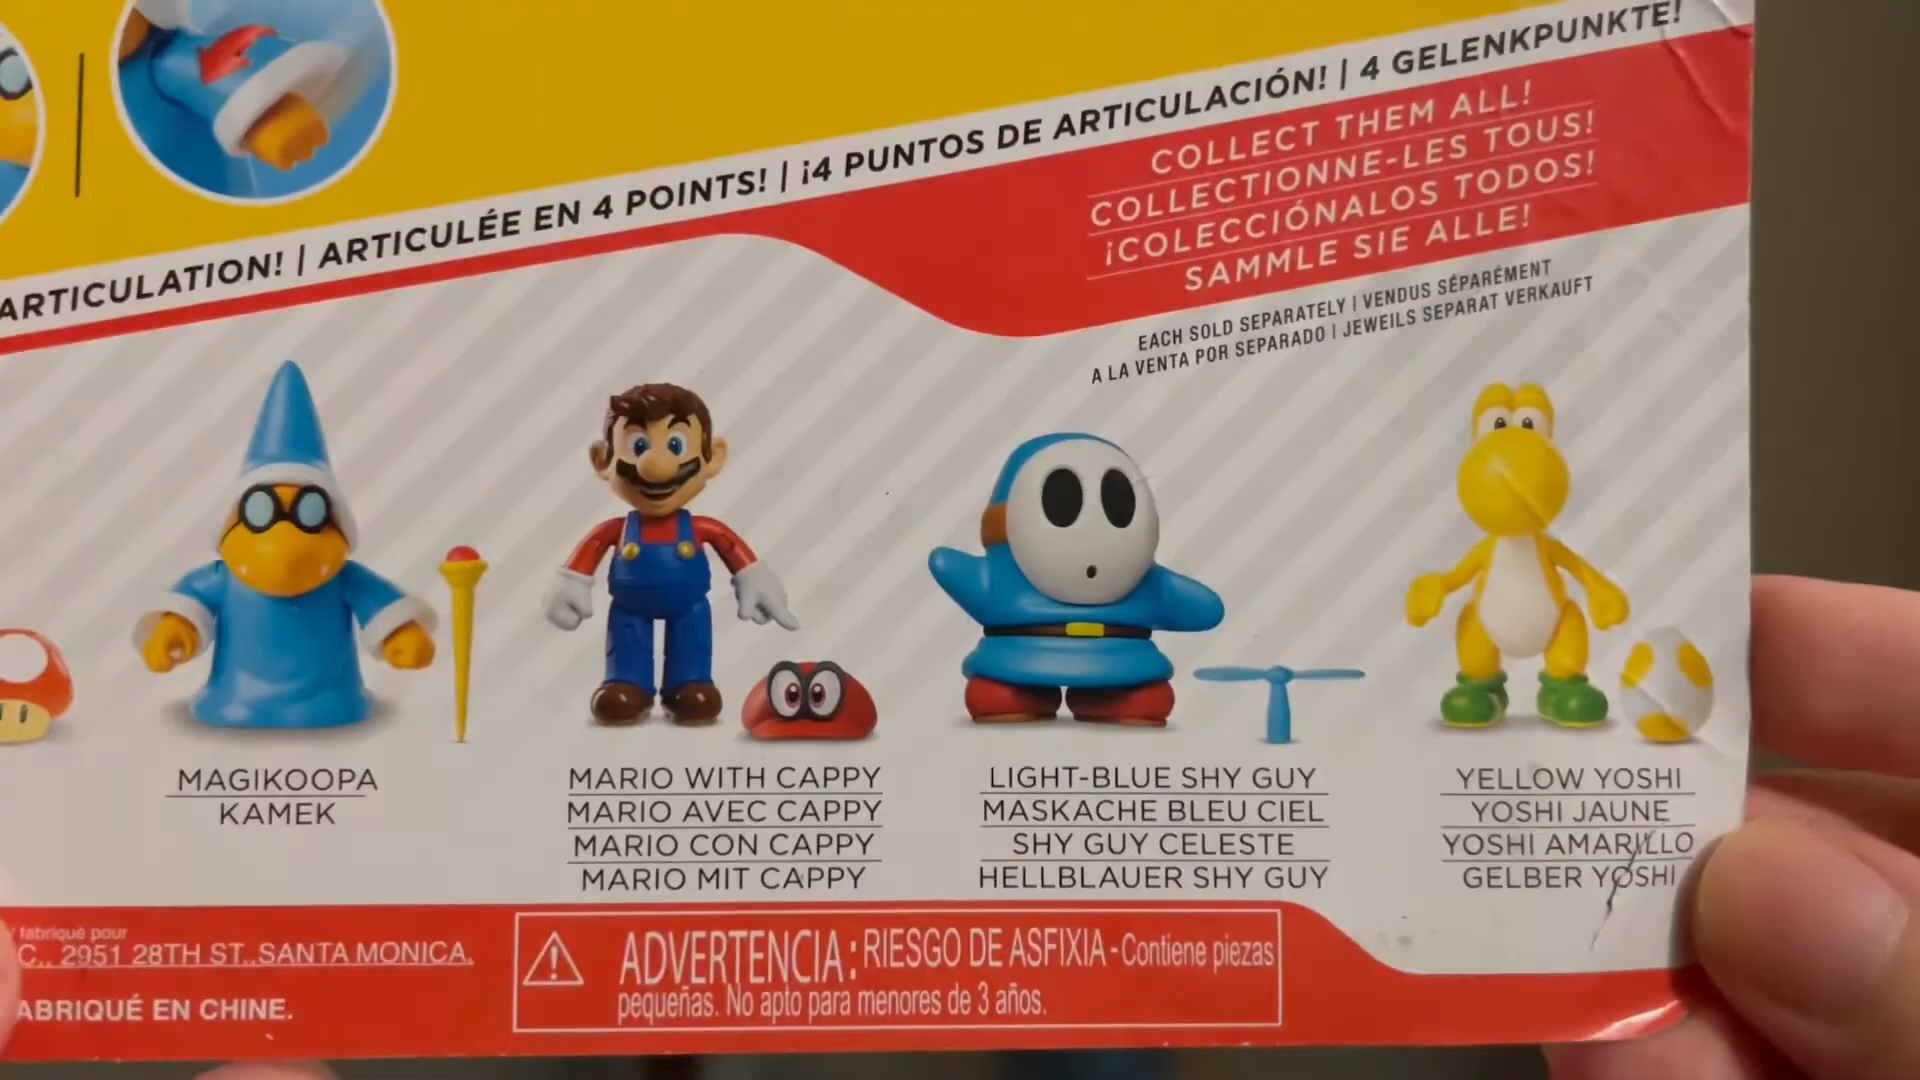 ARTICULATION! | ARTICULÉE EN 4 POINTS! | ¡4 PUNTOS DE ARTICULACIÓN! | 4 GELENKPUNKTE!
COLLECT THEM ALL!
COLLECTIONNE-LES TOUS!
¡COLECCIÓNALOS TODOS!
SAMMLE SIE ALLE!
EACH SOLD SEPARATELY | VENDUS SÉPARÉMENT
A LA VENTA POR SEPARADO | JEWEILS SEPARAT VERKAUFT
MAGIKOOPA
KAMEK
MARIO WITH CAPPY
MARIO AVEC CAPPY
MARIO CON CAPPY
MARIO MIT CAPPY
LIGHT-BLUE SHY GUY
MASKACHE BLEU CIEL
SHY GUY CELESTE
HELLBLAUER SHY GUY
YELLOW YOSHI
YOSHI JAUNE
YOSHI AMARILLO
GELBER YOSHI
fabriqué pour
C., 2951 28TH ST., SANTA MONICA,
ABRIQUÉ EN CHINE.
ADVERTENCIA: RIESGO DE ASFIXIA - Contiene piezas
pequeñas. No apto para menores de 3 años.